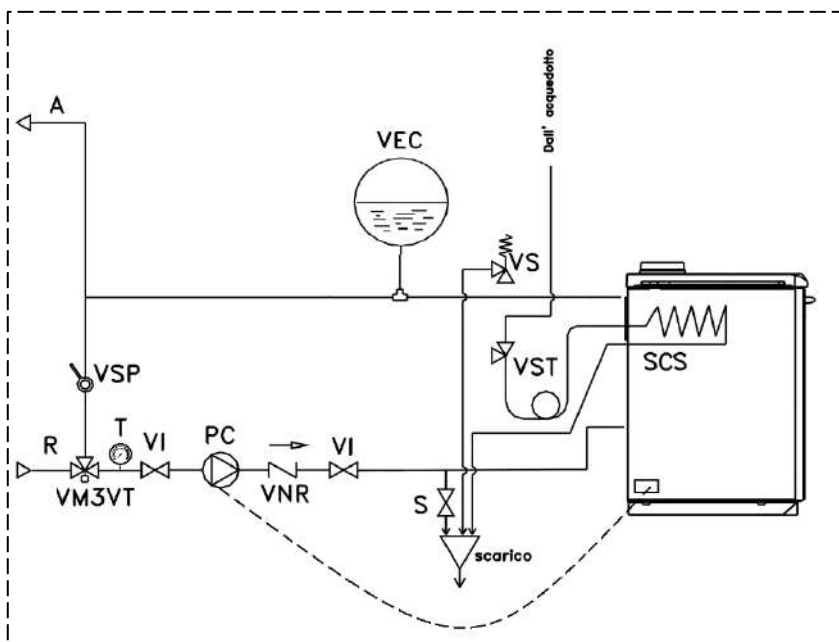 A
VEC
Dall' acquedotto
VS
VSP
VST
SCS
R
T
VI
PC
VI
VM3VT
VNR
S
scarico